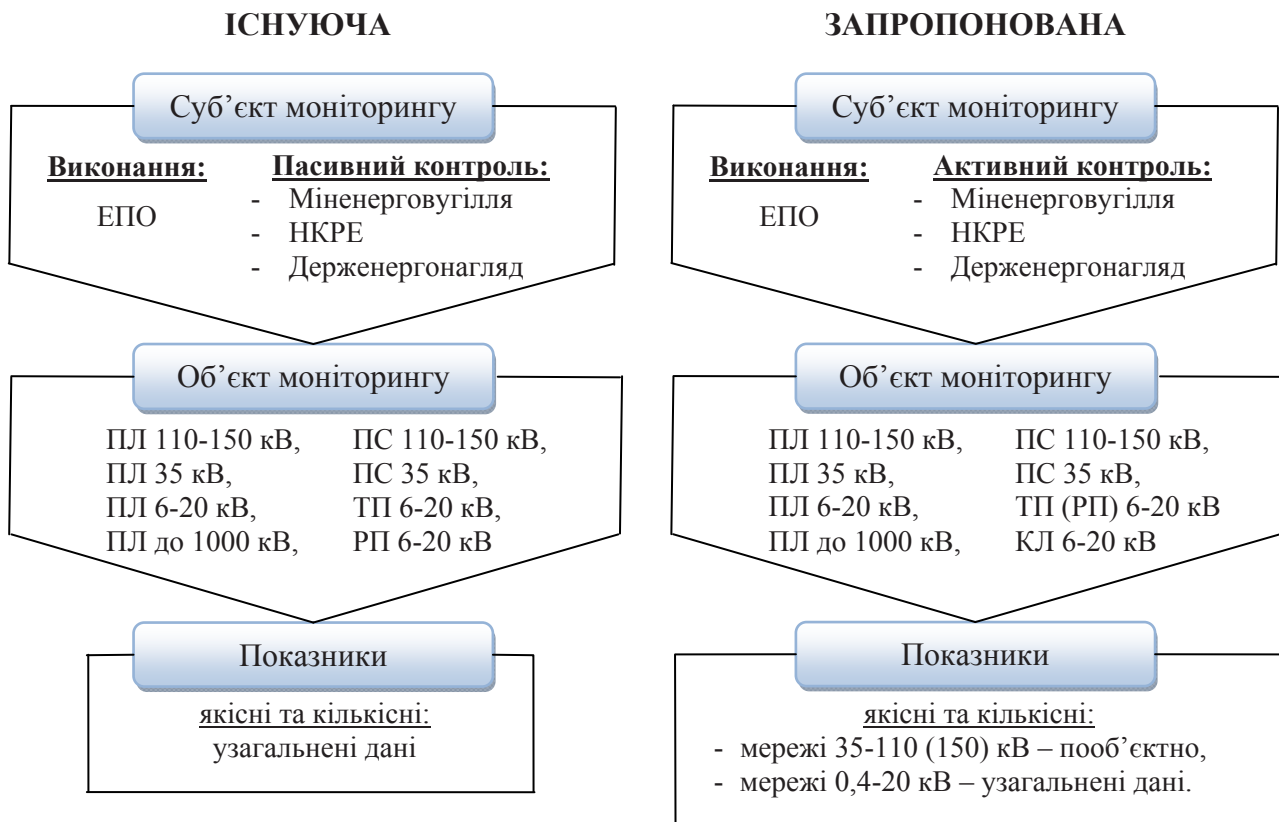 ІСНУЮЧА
Суб’єкт моніторингу
Виконання:
ЕПО
Пасивний контроль:
- Міненерговугілля
- НКРЕ
- Держенергонагляд
Об’єкт моніторингу
ПЛ 110-150 кВ, ПС 110-150 кВ,
ПЛ 35 кВ, ПС 35 кВ,
ПЛ 6-20 кВ, ТП 6-20 кВ,
ПЛ до 1000 кВ, РП 6-20 кВ
Показники
якісні та кількісні:
узагальнені дані
ЗАПРОПОНОВАНА
Суб’єкт моніторингу
Виконання:
ЕПО
Активний контроль:
- Міненерговугілля
- НКРЕ
- Держенергонагляд
Об’єкт моніторингу
ПЛ 110-150 кВ, ПС 110-150 кВ,
ПЛ 35 кВ, ПС 35 кВ,
ПЛ 6-20 кВ, ТП (РП) 6-20 кВ
ПЛ до 1000 кВ, КЛ 6-20 кВ
Показники
якісні та кількісні:
- мережі 35-110 (150) кВ – пооб’єктно,
- мережі 0,4-20 кВ – узагальнені дані.